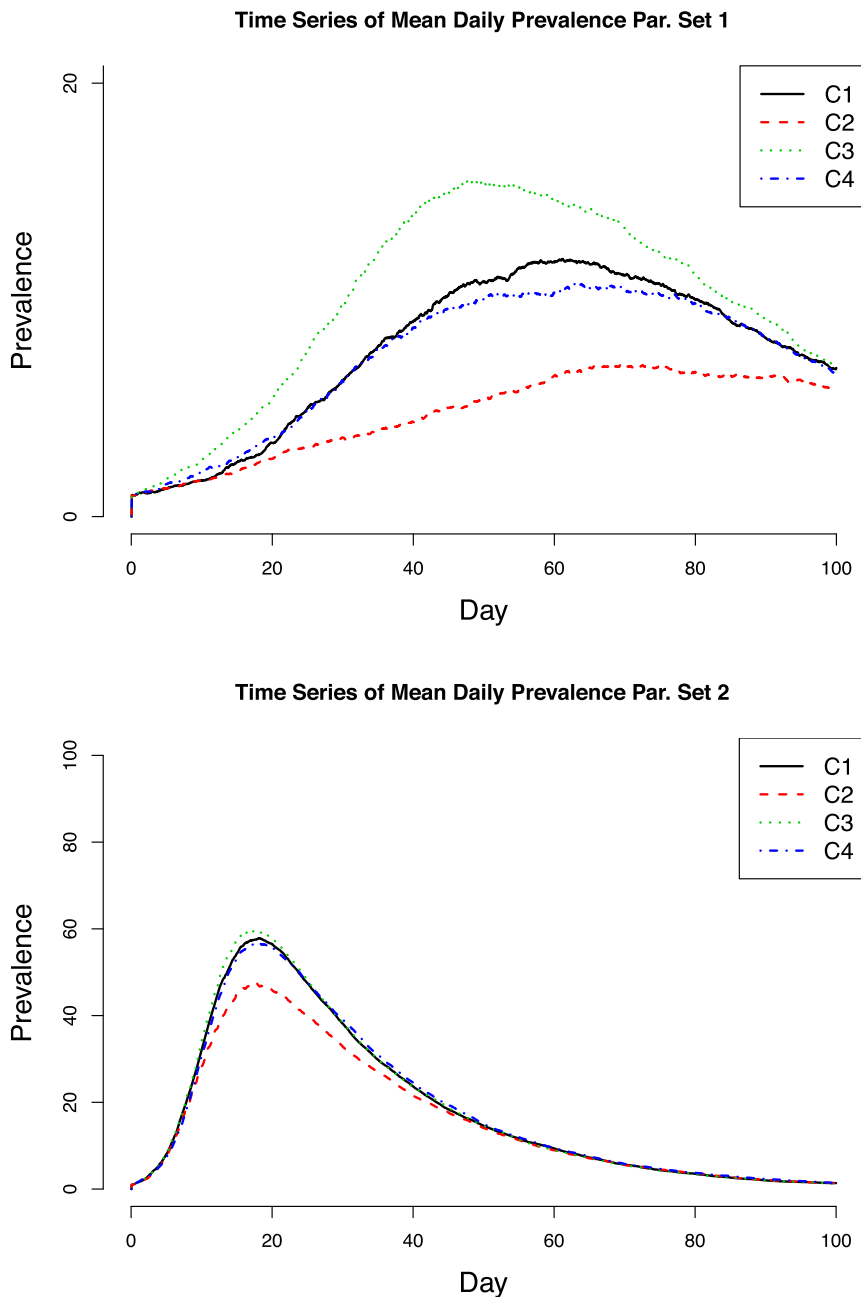 Time Series of Mean Daily Prevalence Par. Set 1
20
0
Prevalence
C1
C2
C3
C4
0 20 40 60 80 100
Day
Time Series of Mean Daily Prevalence Par. Set 2
100
80
60
40
20
0
Prevalence
C1
C2
C3
C4
0 20 40 60 80 100
Day